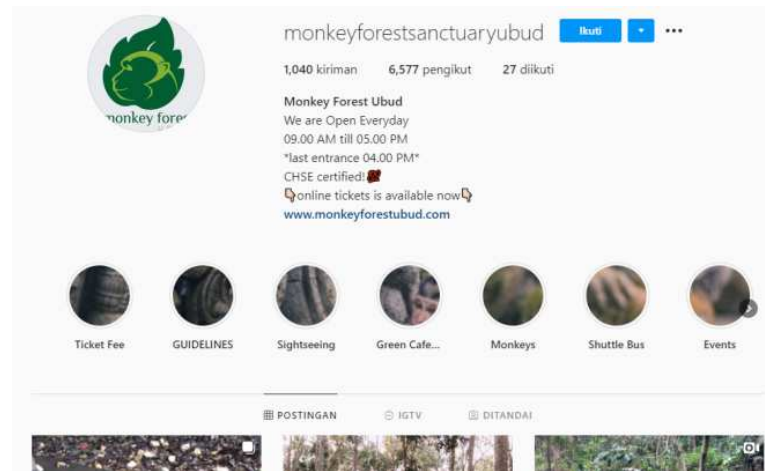 monkeyforestsanctuaryubud Ikuti
1,040 kiriman 6,577 pengikut 27 diikuti
Monkey Forest Ubud
We are Open Everyday
09.00 AM till 05.00 PM
*last entrance 04.00 PM*
CHSE certified!
online tickets is available now
www.monkeyforestubud.com
monkey fores
Ticket Fee GUIDELINES Sightseeing Green Cafe... Monkeys Shuttle Bus Events
POSTINGAN IGTV DITANDAI